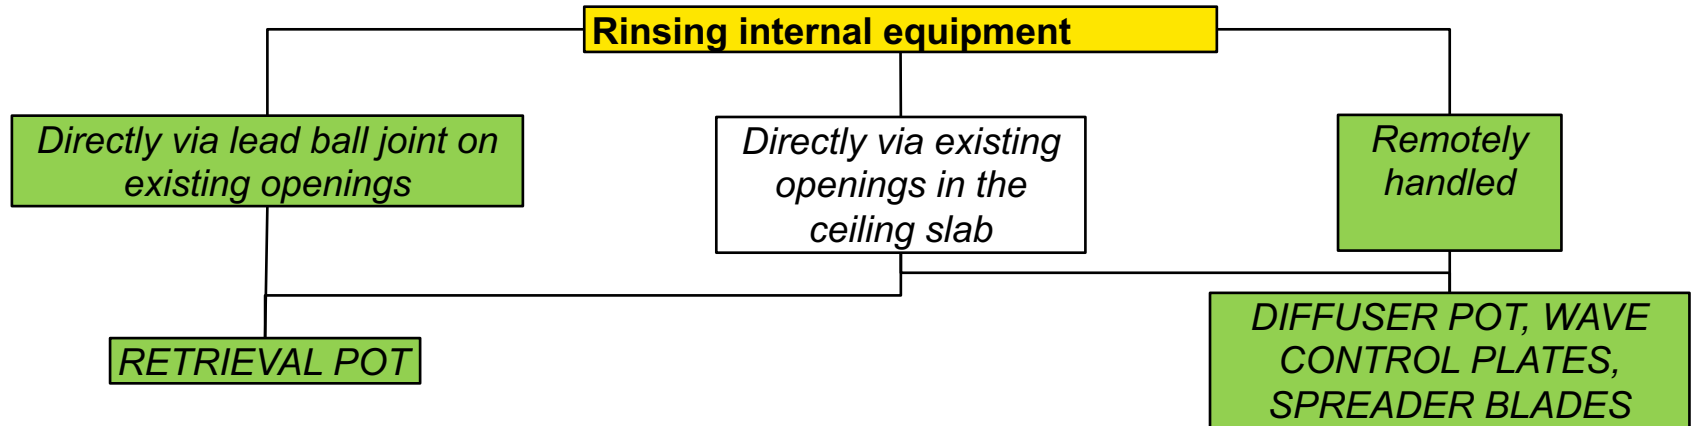 Rinsing internal equipment
Directly via lead ball joint on
existing openings
Directly via existing
openings in the
ceiling slab
Remotely
handled
RETRIEVAL POT
DIFFUSER POT, WAVE
CONTROL PLATES,
SPREADER BLADES